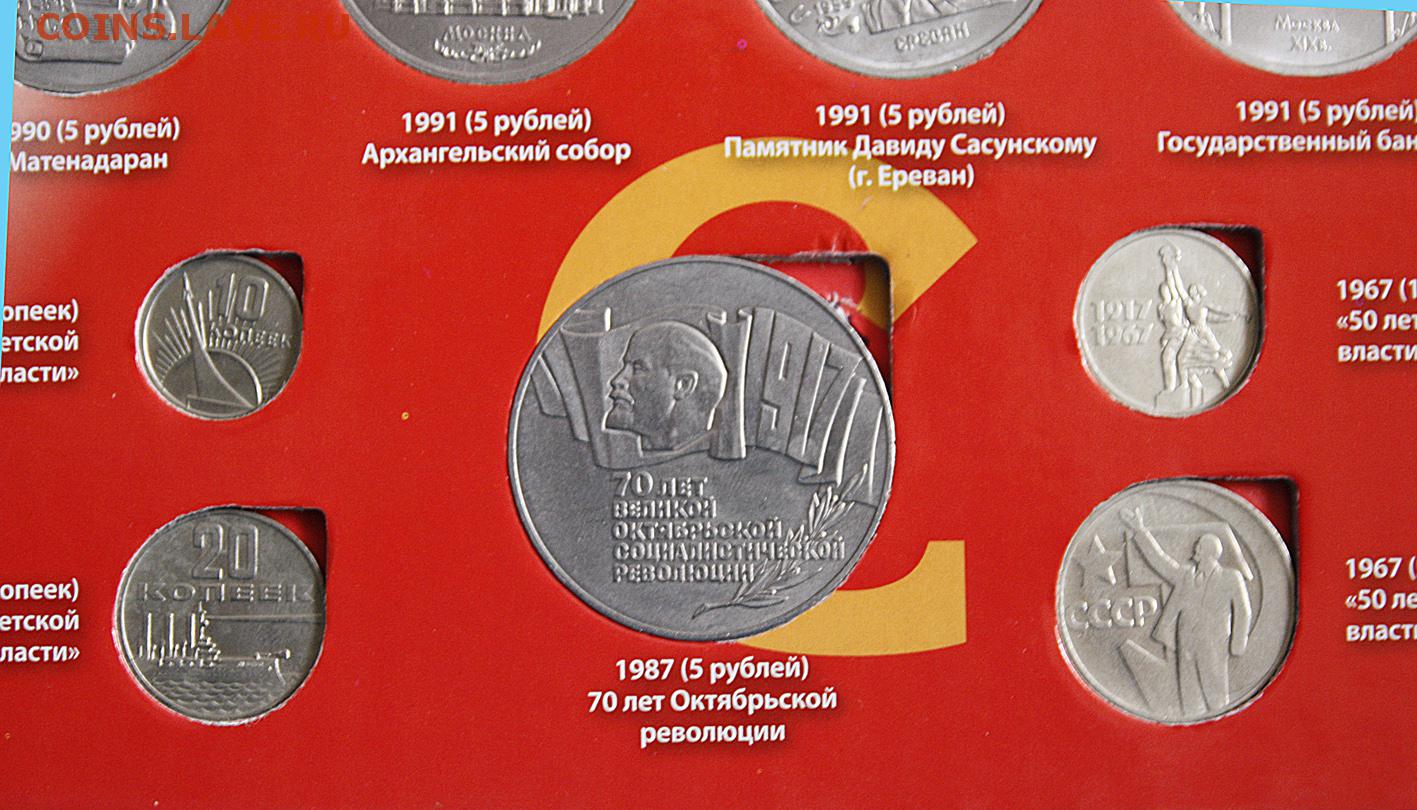 COINS.LAVE.RU
МОСКВА
ЕРЕВАН
МОСКВА
XIXв.
990 (5 рублей)
Матенадаран
1991 (5 рублей)
Архангельский собор
1991 (5 рублей)
Памятник Давиду Сасунскому
(г. Ереван)
1991 (5 рублей)
Государственный бан
опеек)
етской
ласти»
10
КОПЕЕК
1917
70 ЛЕТ
ВЕЛИКОЙ
ОКТЯБРЬСКОЙ
СОЦИАЛИСТИЧЕСКОЙ
РЕВОЛЮЦИИ
1987 (5 рублей)
70 лет Октябрьской
революции
1917
1967
1967 (1
«50 лет
власти
опеек)
етской
ласти»
20
КОПЕЕК
СССР
1967 (
«50 ле
власт